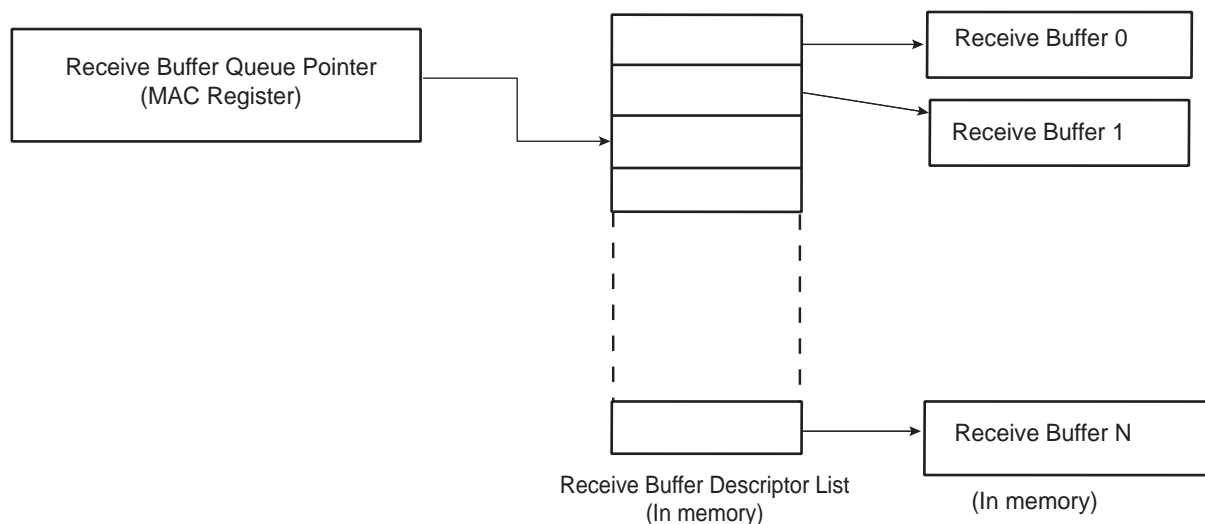 Receive Buffer Queue Pointer
(MAC Register)
Receive Buffer 0
Receive Buffer 1
Receive Buffer N
Receive Buffer Descriptor List
(In memory)
(In memory)